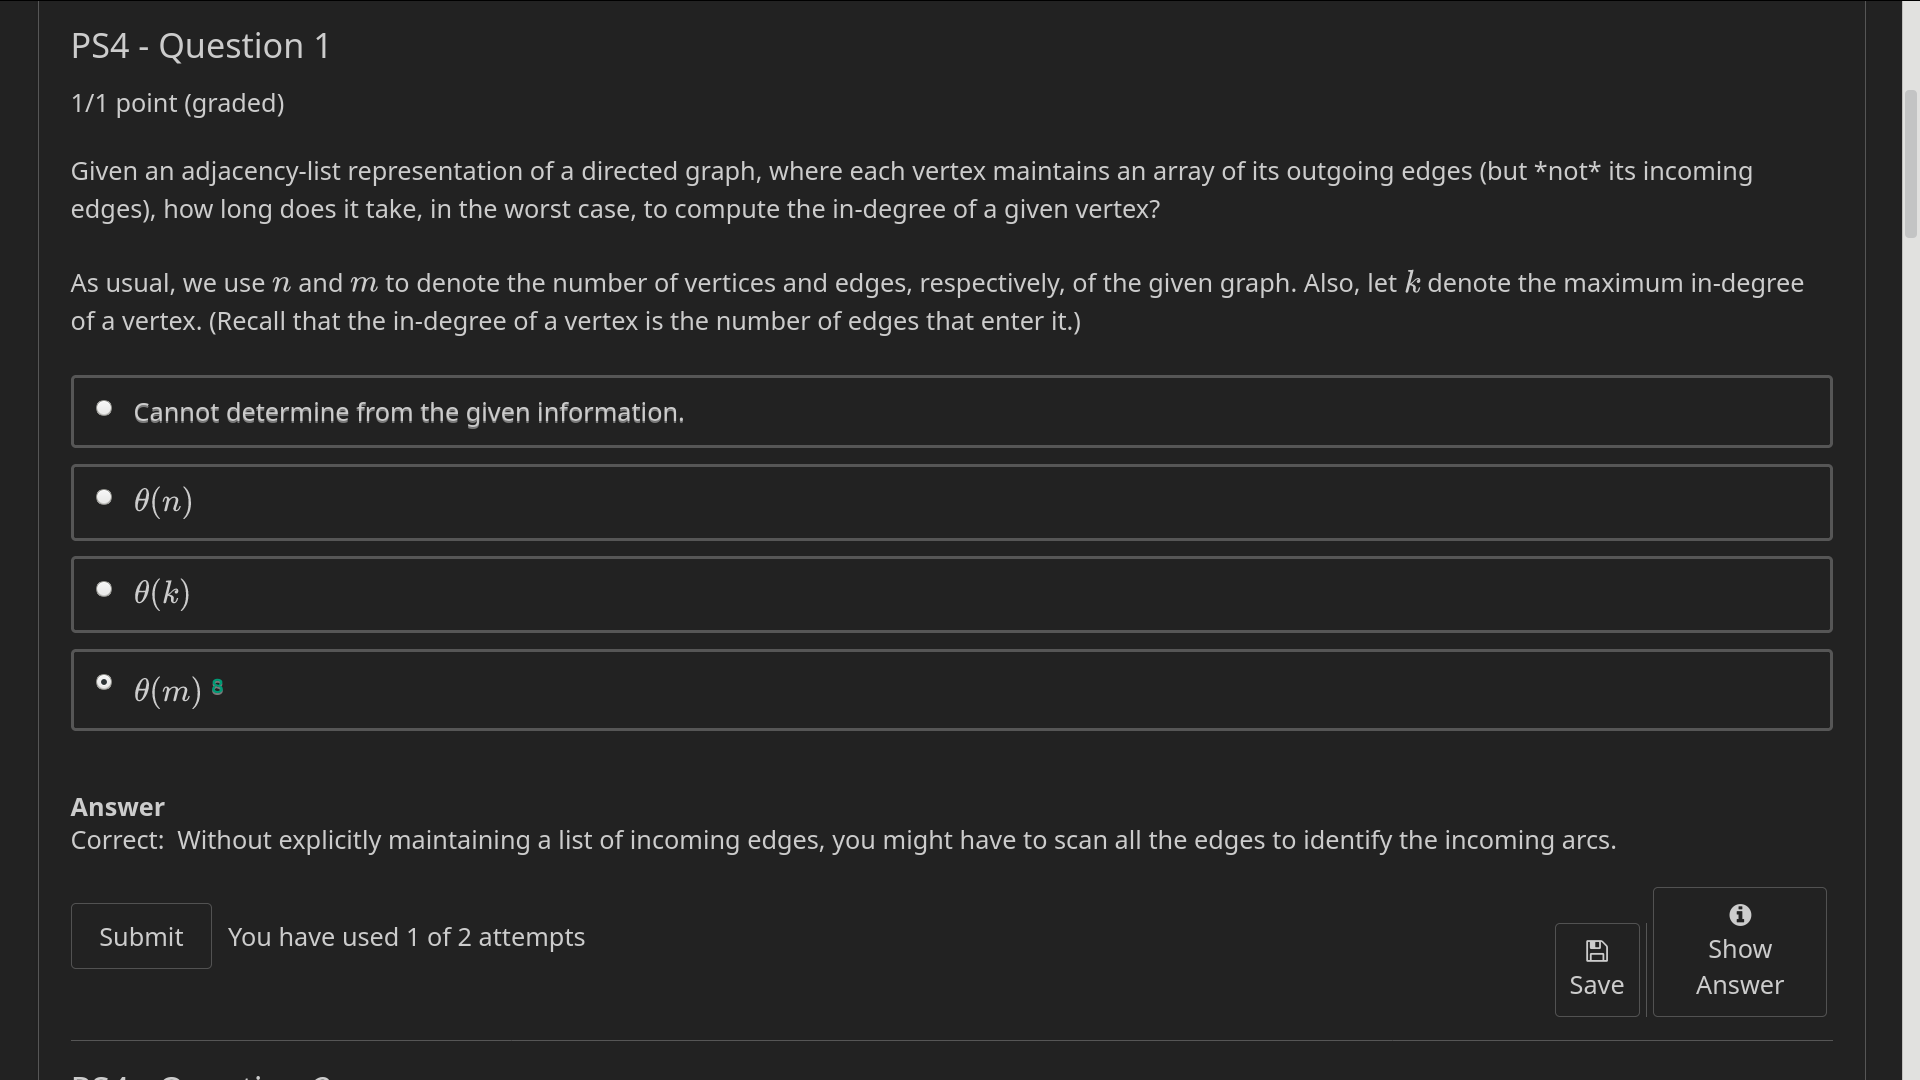 PS4 - Question 1
1/1 point (graded)
Given an adjacency-list representation of a directed graph, where each vertex maintains an array of its outgoing edges (but *not* its incoming
edges), how long does it take, in the worst case, to compute the in-degree of a given vertex?
As usual, we use n and m to denote the number of vertices and edges, respectively, of the given graph. Also, let k denote the maximum in-degree
of a vertex. (Recall that the in-degree of a vertex is the number of edges that enter it.)
Cannot determine from the given information.
θ(n)
θ(k)
θ(m)
Answer
Correct: Without explicitly maintaining a list of incoming edges, you might have to scan all the edges to identify the incoming arcs.
Submit You have used 1 of 2 attempts
Save
Show
Answer